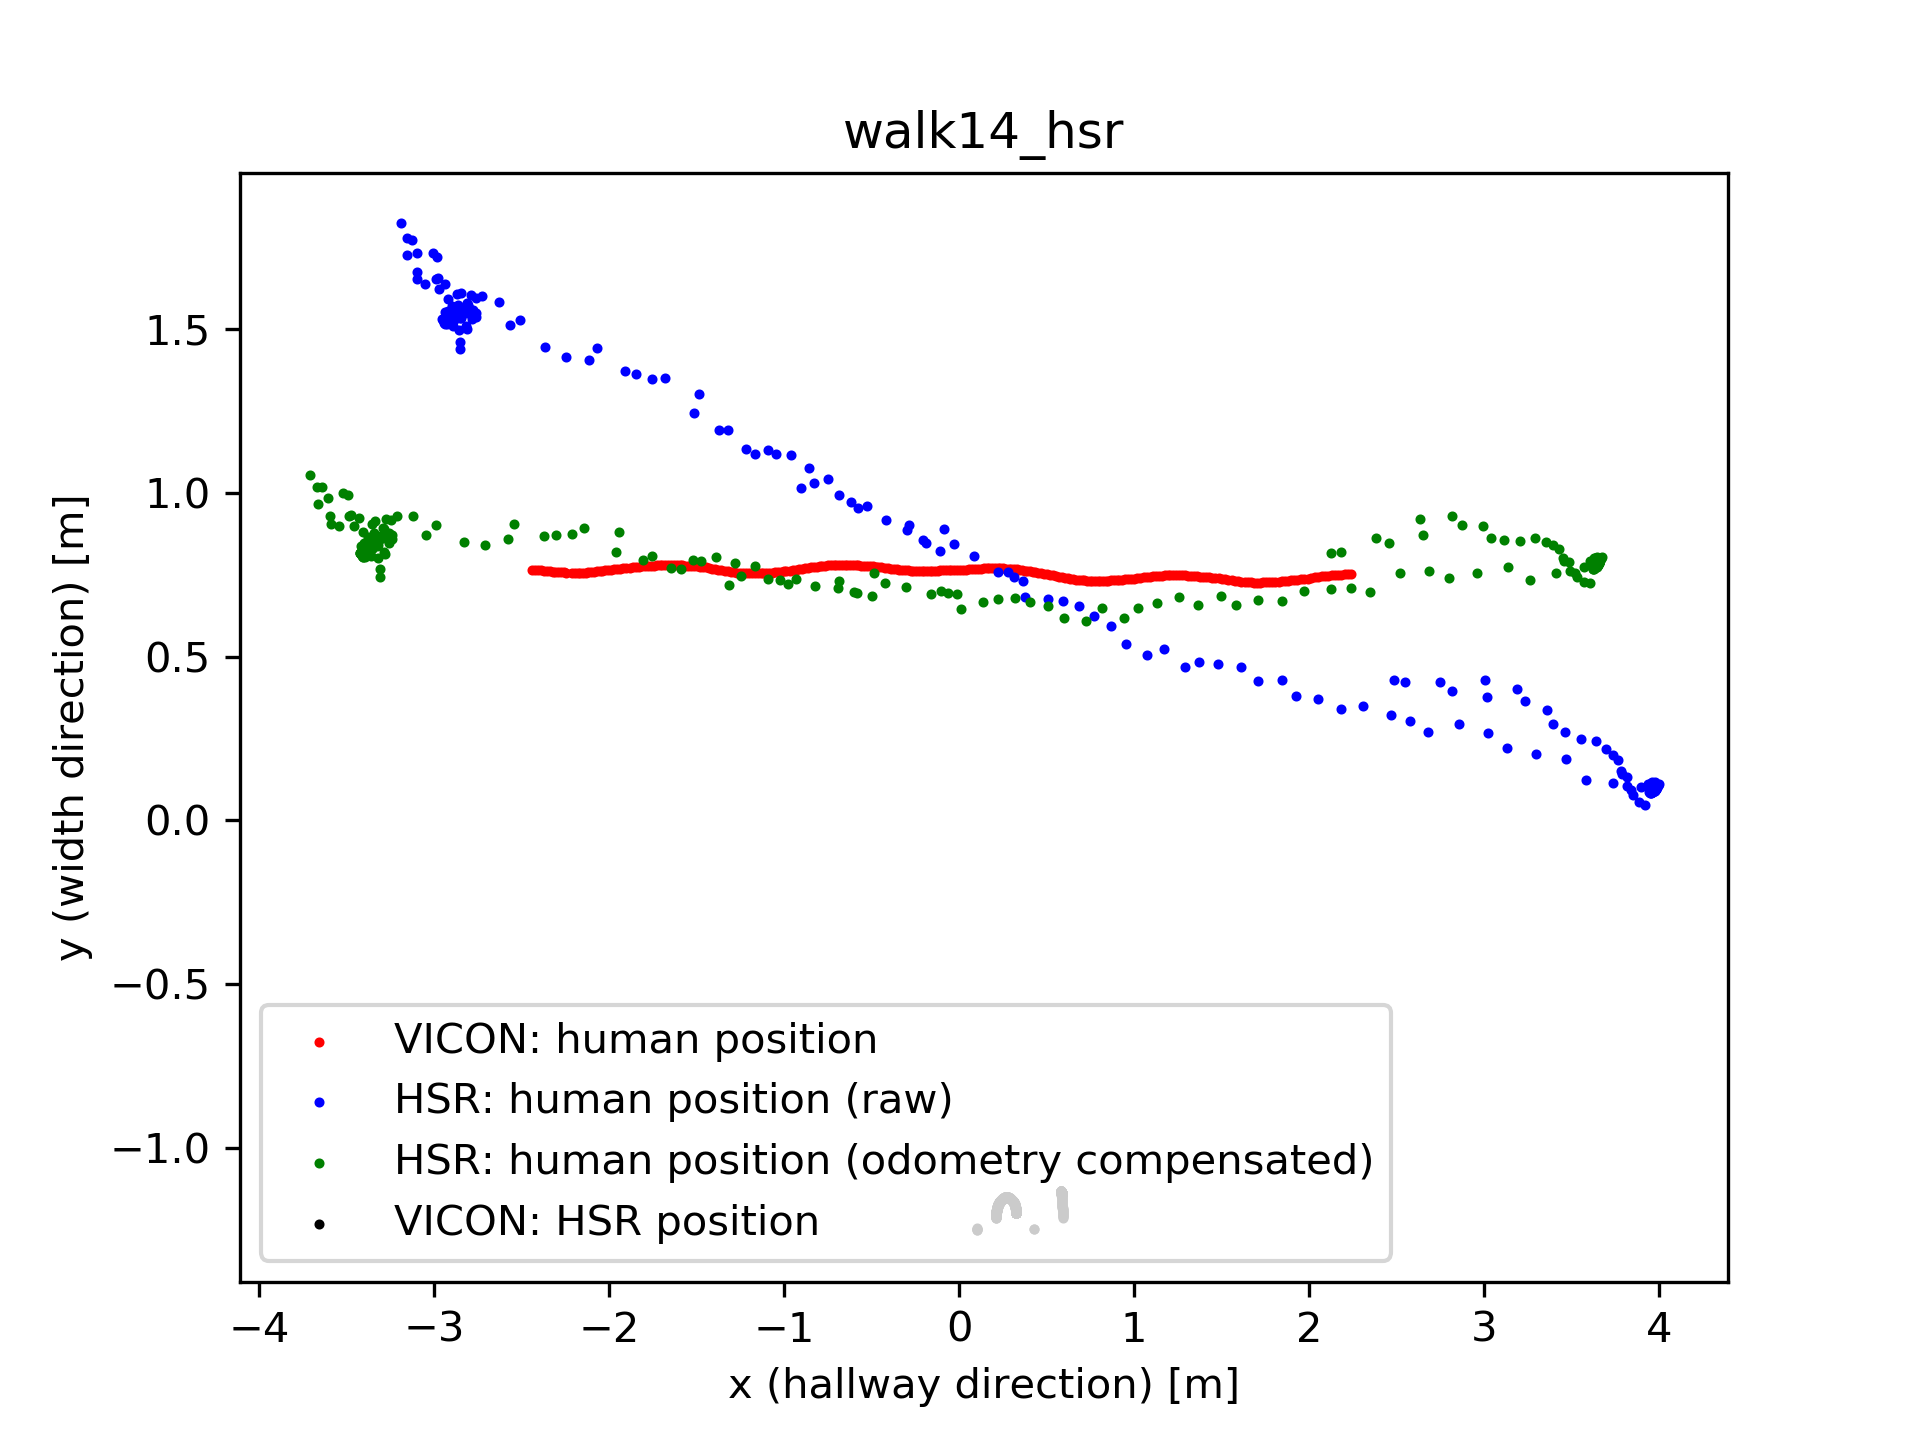 walk14_hsr
1.5
1.0
0.5
0.0
−0.5
−1.0
y (width direction) [m]
VICON: human position
HSR: human position (raw)
HSR: human position (odometry compensated)
VICON: HSR position
−4 −3 −2 −1 0 1 2 3 4
x (hallway direction) [m]